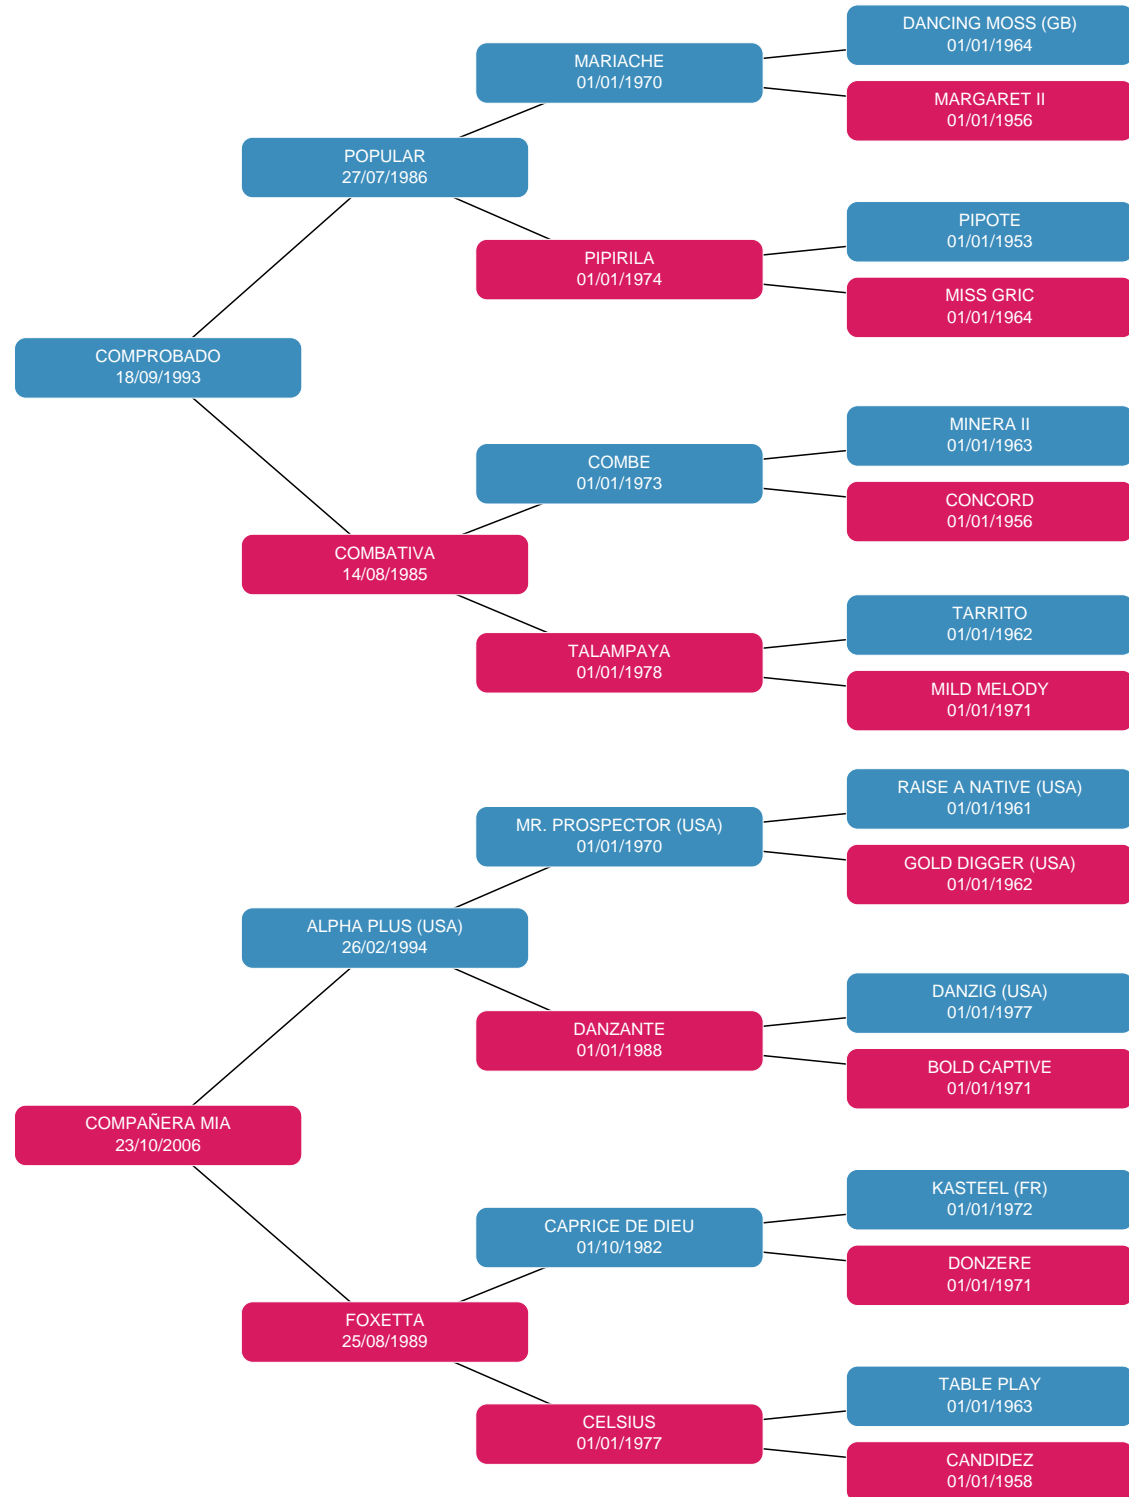 DANCING MOSS (GB)
01/01/1964
MARIACHE
01/01/1970
MARGARET II
01/01/1956
POPULAR
27/07/1986
PIPOTE
01/01/1953
PIPIRILA
01/01/1974
MISS GRIC
01/01/1964
COMPROBADO
18/09/1993
MINERA II
01/01/1963
COMBE
01/01/1973
CONCORD
01/01/1956
COMBATIVA
14/08/1985
TARRITO
01/01/1962
TALAMPAYA
01/01/1978
MILD MELODY
01/01/1971
RAISE A NATIVE (USA)
01/01/1961
MR. PROSPECTOR (USA)
01/01/1970
GOLD DIGGER (USA)
01/01/1962
ALPHA PLUS (USA)
26/02/1994
DANZIG (USA)
01/01/1977
DANZANTE
01/01/1988
BOLD CAPTIVE
01/01/1971
COMPAÑERA MIA
23/10/2006
KASTEEL (FR)
01/01/1972
CAPRICE DE DIEU
01/10/1982
DONZERE
01/01/1971
FOXETTA
25/08/1989
TABLE PLAY
01/01/1963
CELSIUS
01/01/1977
CANDIDEZ
01/01/1958